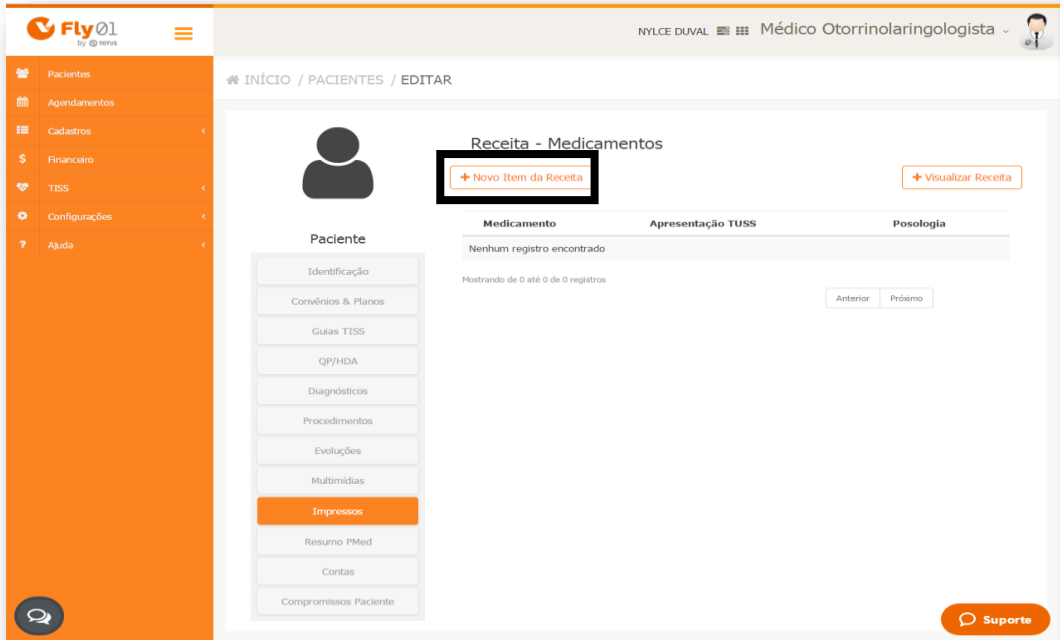 Fly01
by TOTVS
NYLCE DUVAL Médico Otorrinolaringologista
Pacientes
Agendamentos
Cadastros
Financeiro
TISS
Configurações
Ajuda
INÍCIO / PACIENTES / EDITAR
Paciente
Identificação
Convênios & Planos
Guias TISS
QP/HDA
Diagnósticos
Procedimentos
Evoluções
Multimídias
Impressos
Resumo PMed
Contas
Compromissos Paciente
Receita - Medicamentos
+ Novo Item da Receita
+ Visualizar Receita
Medicamento Apresentação TUSS Posologia
Nenhum registro encontrado
Mostrando de 0 até 0 de 0 registros
Anterior Próximo
Suporte